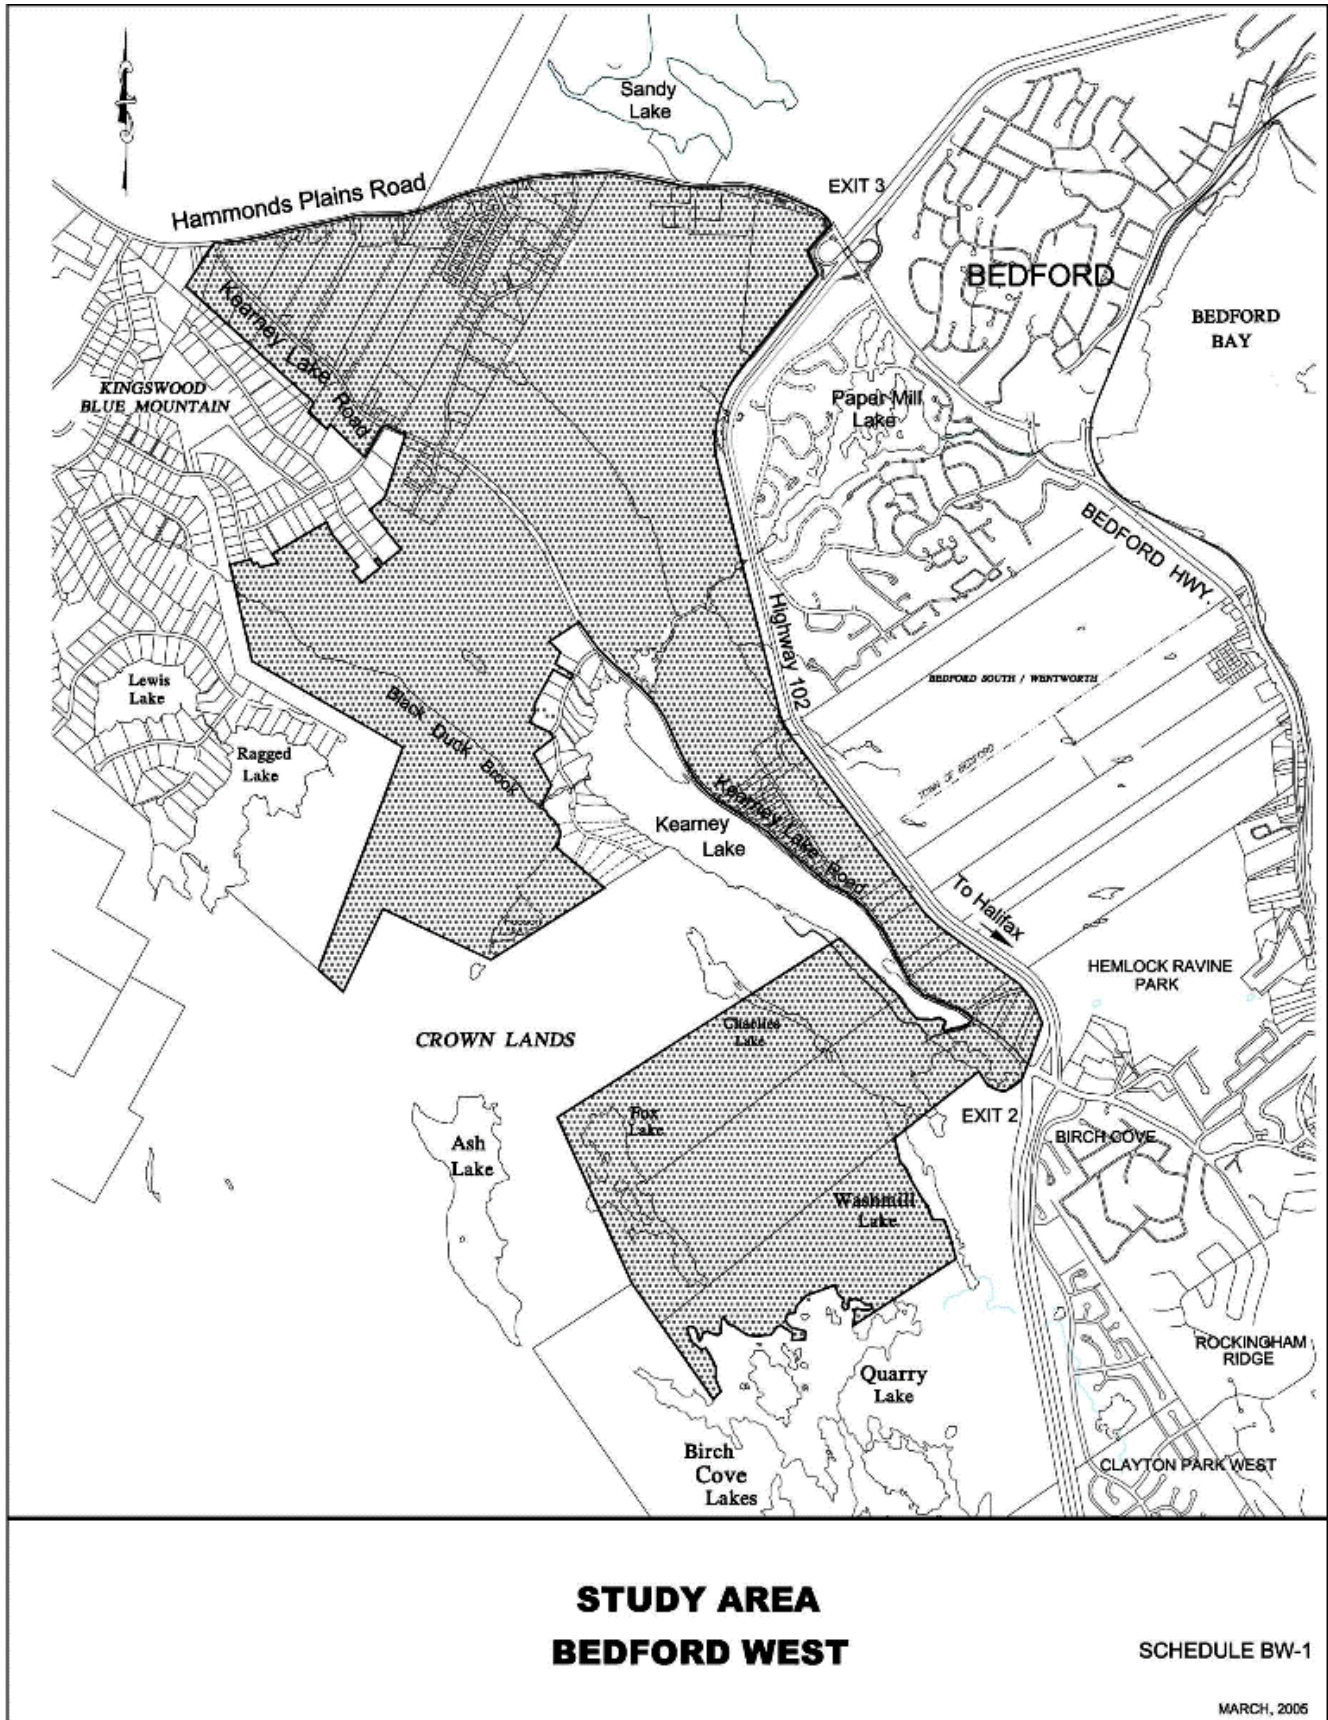 Sandy
Lake
EXIT 3
Hammonds Plains Road
BEDFORD
BEDFORD
BAY
Kearney Lake Road
KINGSWOOD
BLUE MOUNTAIN
Paper Mill
Lake
BEDFORD HWY.
Highway 102
BEDFORD SOUTH / WENTWORTH
Lewis
Lake
Black Duck Brook
Ragged
Lake
TOWN OF BEDFORD
Kearney Lake Road
Kearney
Lake
To Halifax
HEMLOCK RAVINE
PARK
Charlies
Lake
CROWN LANDS
Fox
Lake
EXIT 2
BIRCH COVE
Ash
Lake
Washmill
Lake
ROCKINGHAM
RIDGE
Quarry
Lake
Birch
Cove
Lakes
CLAYTON PARK WEST
STUDY AREA
BEDFORD WEST
SCHEDULE BW-1
MARCH, 2005